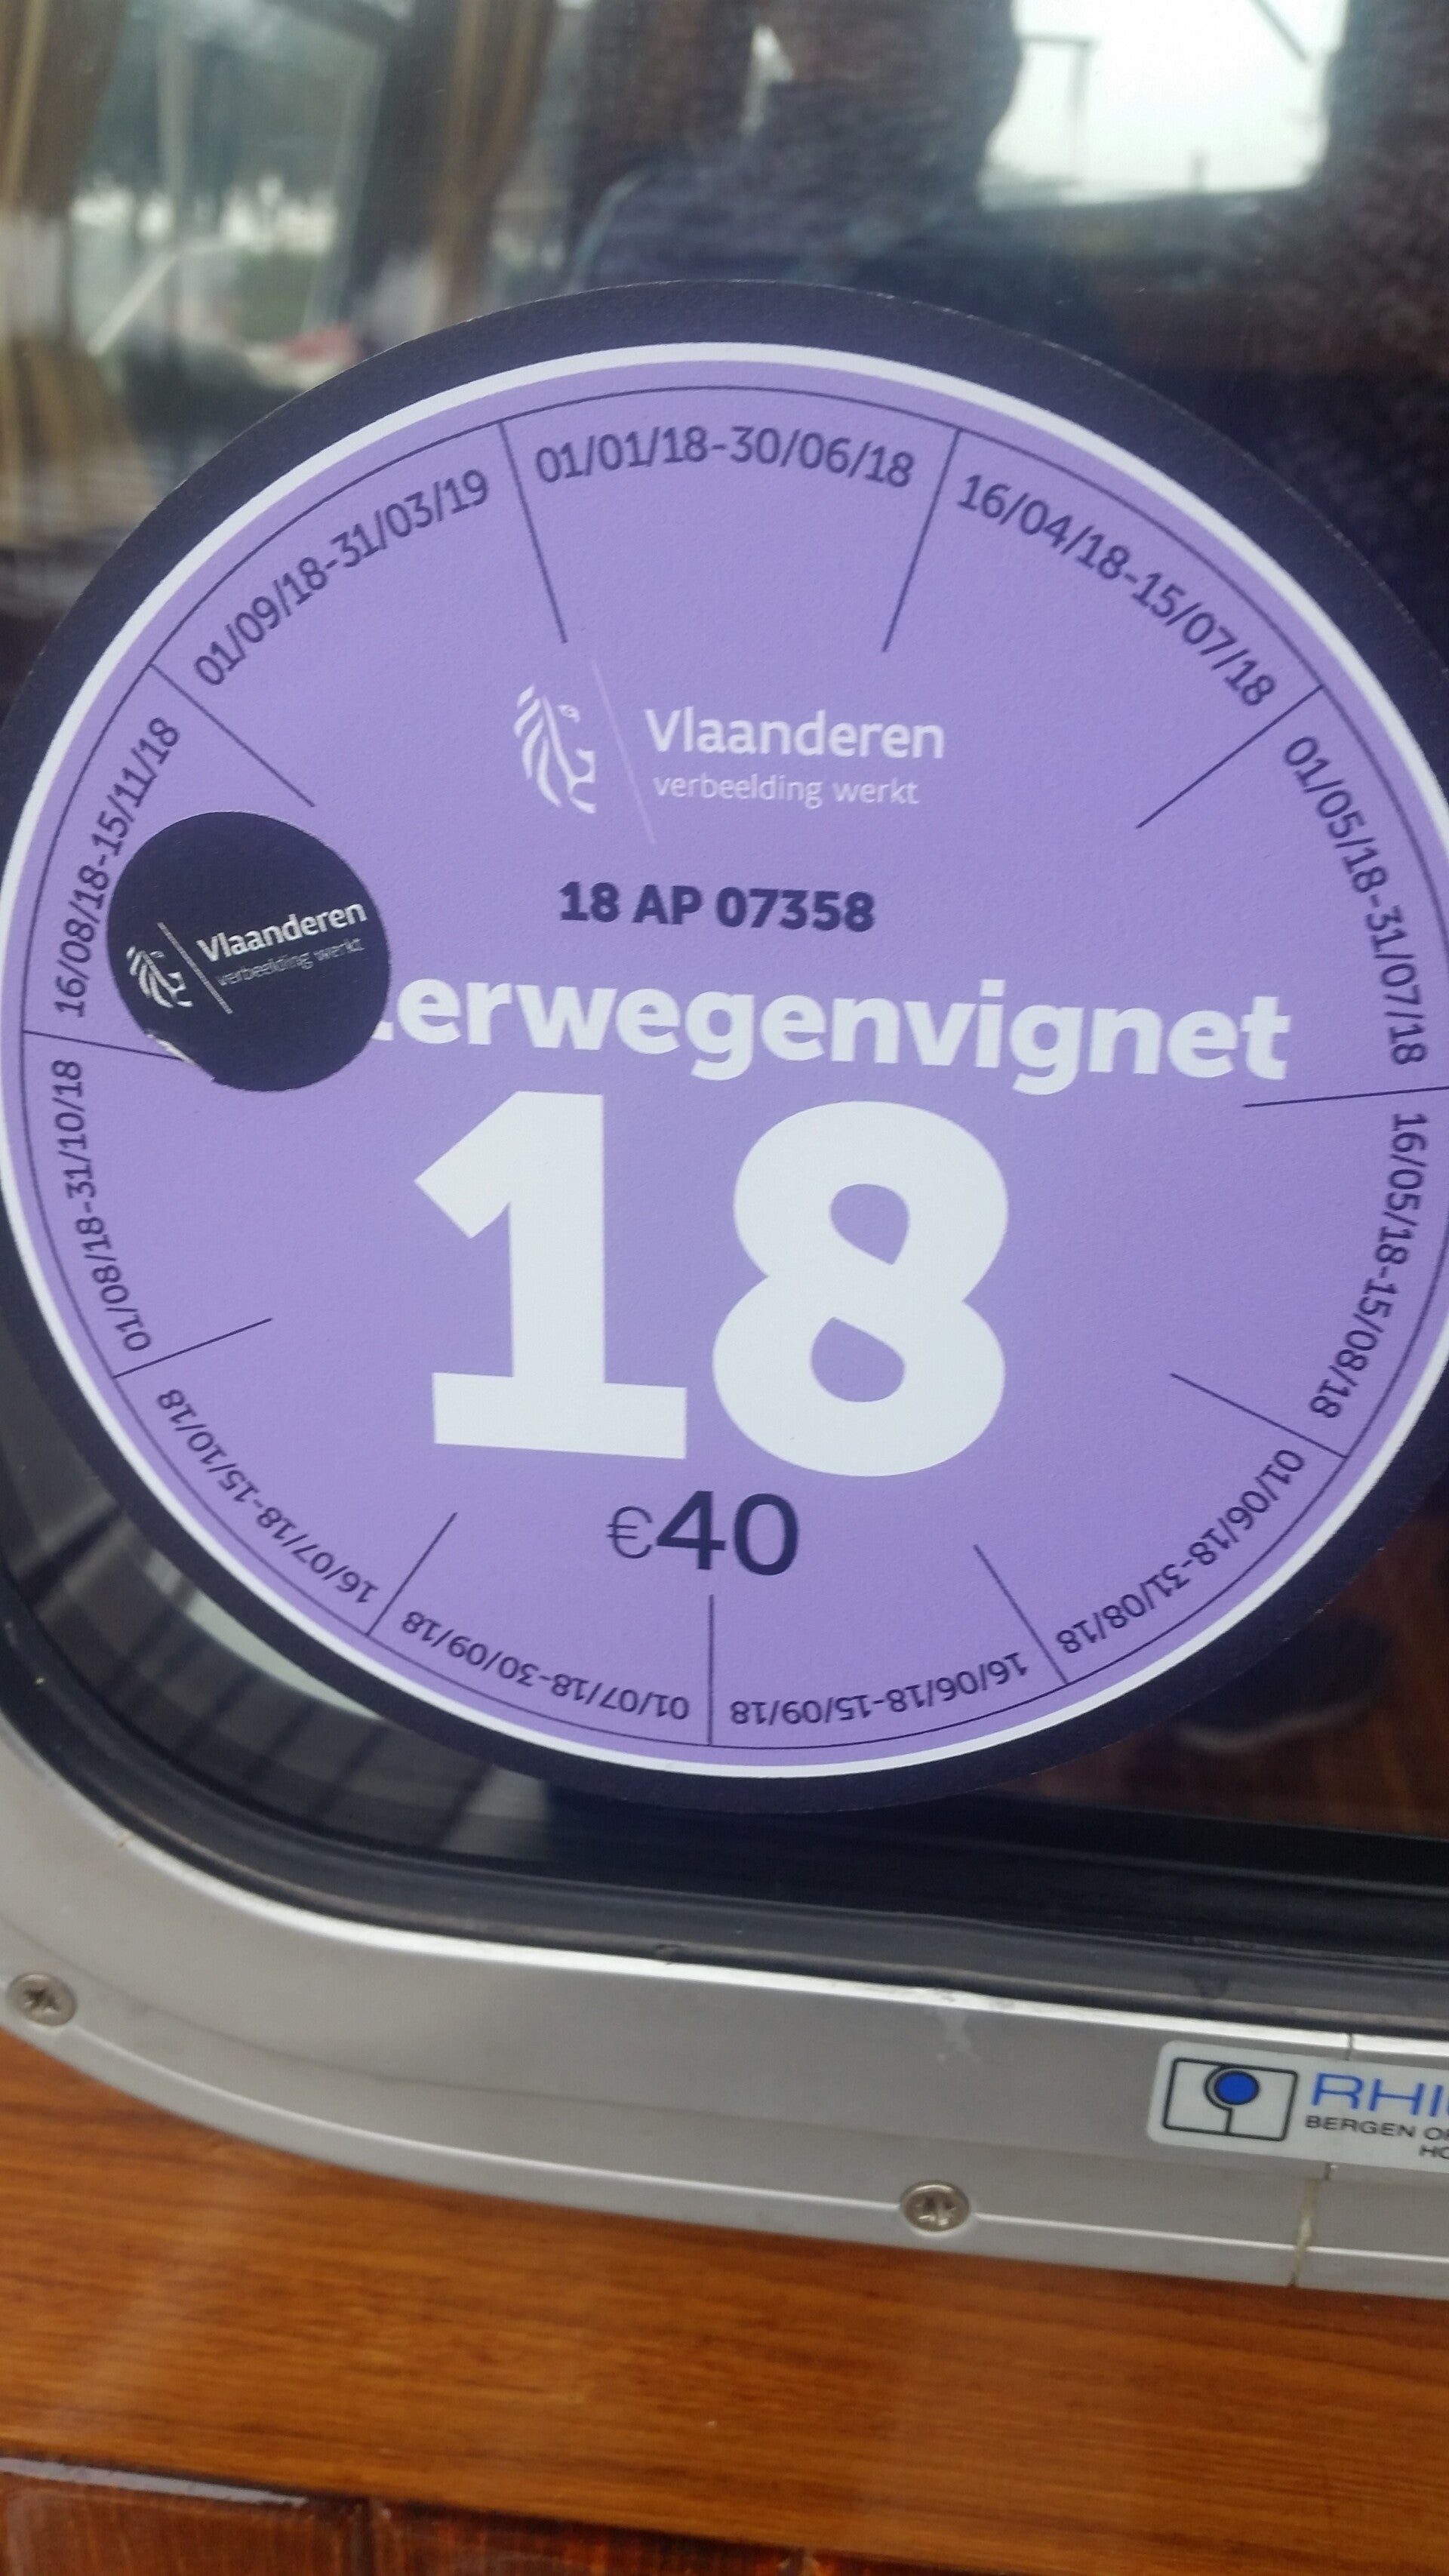 01/01/18-30/06/18
16/04/18-15/07/18
01/05/18-31/07/18
16/05/18-15/08/18
01/06/18-31/08/18
16/06/18-15/09/18
01/07/18-30/09/18
16/07/18-15/10/18
01/08/18-31/10/18
16/08/18-15/11/18
01/09/18-31/03/19
Vlaanderen
verbeelding werkt
18 AP 07358
Vlaanderen
verbeelding werkt
terwegenvignet
18
€40
BERGEN